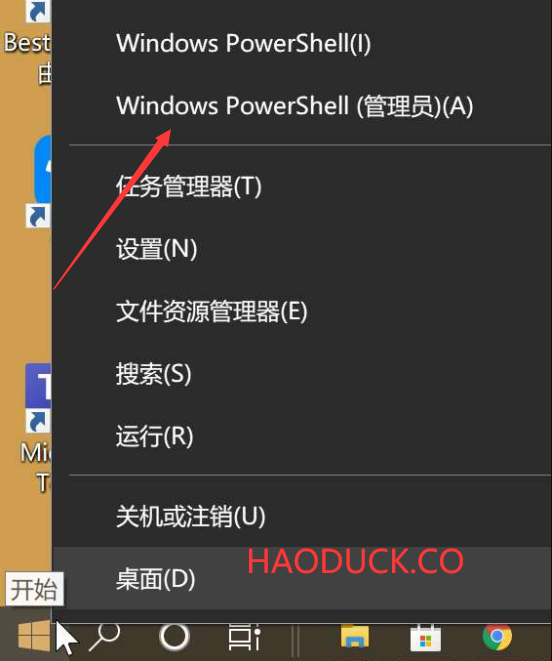 Windows PowerShell(I)
Best
由
Windows PowerShell (管理员)(A)
任务管理器(T)
设置(N)
文件资源管理器(E)
搜索(S)
运行(R)
Mi
T
关机或注销(U)
HAODUCK.CO
桌面(D)
开始